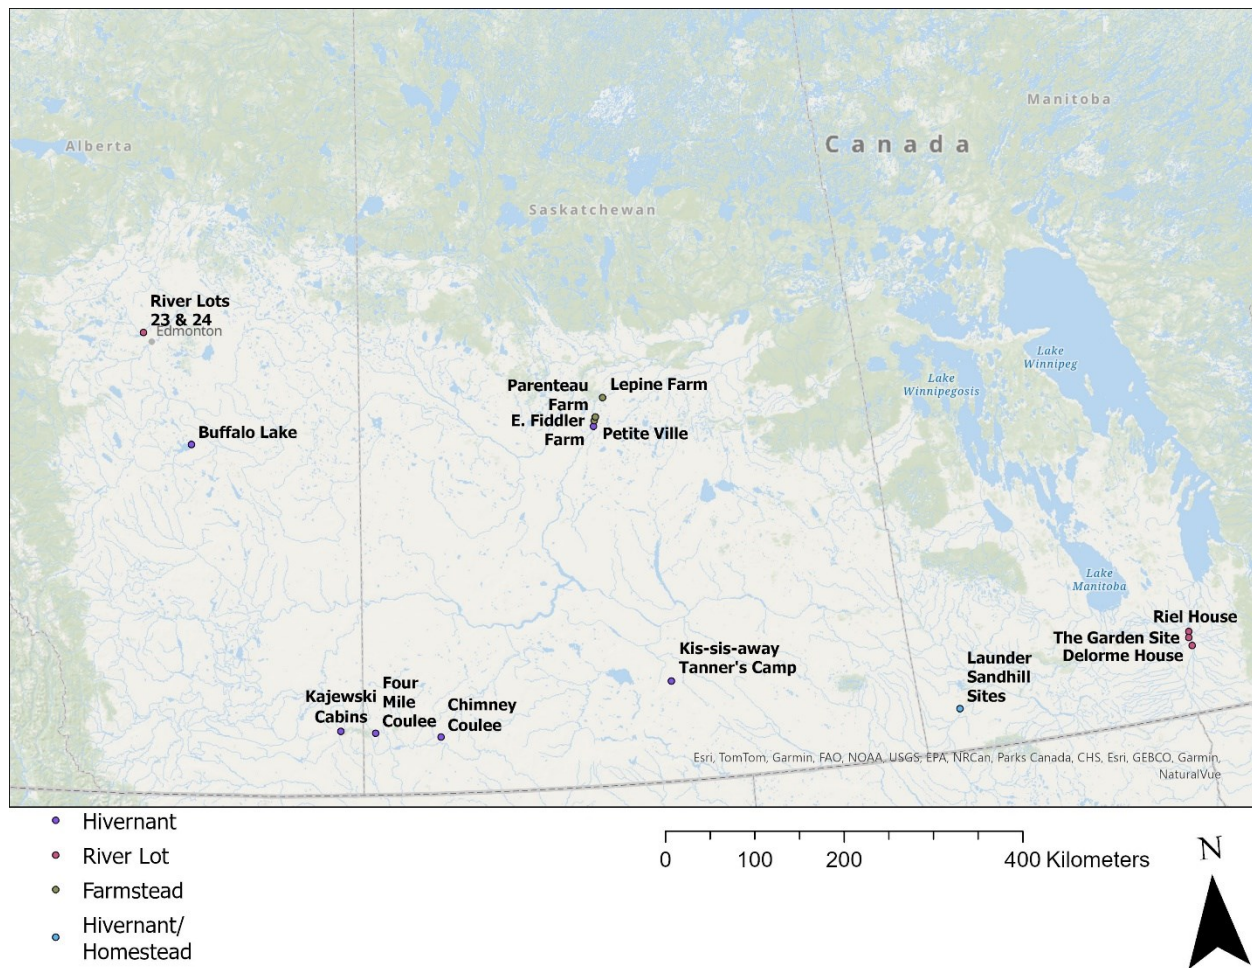 Manitoba
Canada
Alberta
Saskatchewan
River Lots
23 & 24
Edmonton
Lake
Winnipeg
Lake
Winnipegosis
Parenteau
Farm
Lepine Farm
E. Fiddler
Farm
Petite Ville
Buffalo Lake
Lake
Manitoba
Riel House
The Garden Site
Delorme House
Kis-sis-away
Tanner's Camp
Launder
Sandhill
Sites
Kajewski
Cabins
Four
Mile
Coulee
Chimney
Coulee
Esri, TomTom, Garmin, FAO, NOAA, USGS, EPA, NRCan, Parks Canada, CHS, Esri, GEBCO, Garmin,
NaturalVue
Hivernant
River Lot
Farmstead
Hivernant/
Homestead
0 100 200 400 Kilometers
N